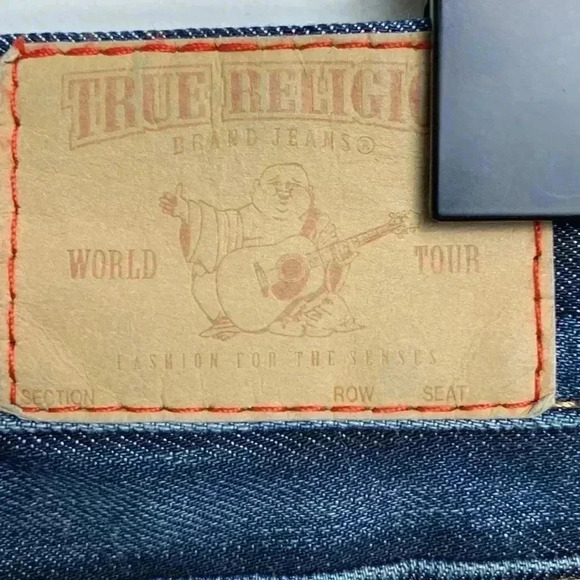 TRUE RELIGIO
BRAND JEANS®
WORLD TOUR
FASHION FOR THE SENSES
SECTION ROW SEAT